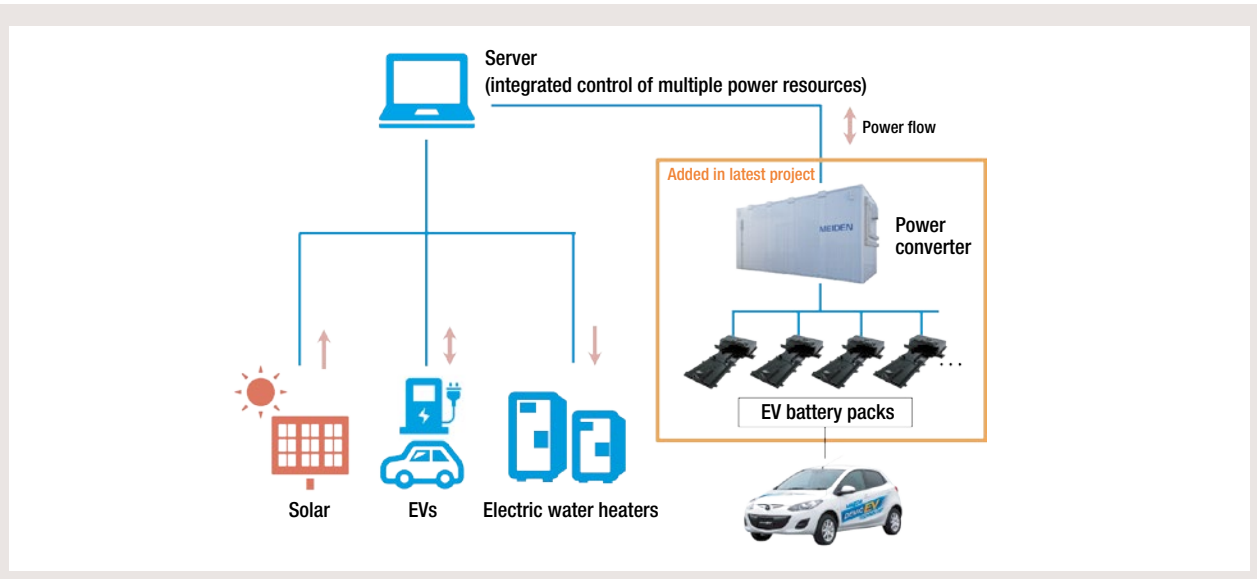 Server
(integrated control of multiple power resources)
Power flow
Added in latest project
MEIDEN
Power
converter
EV battery packs
Solar
EVs
Electric water heaters
EV